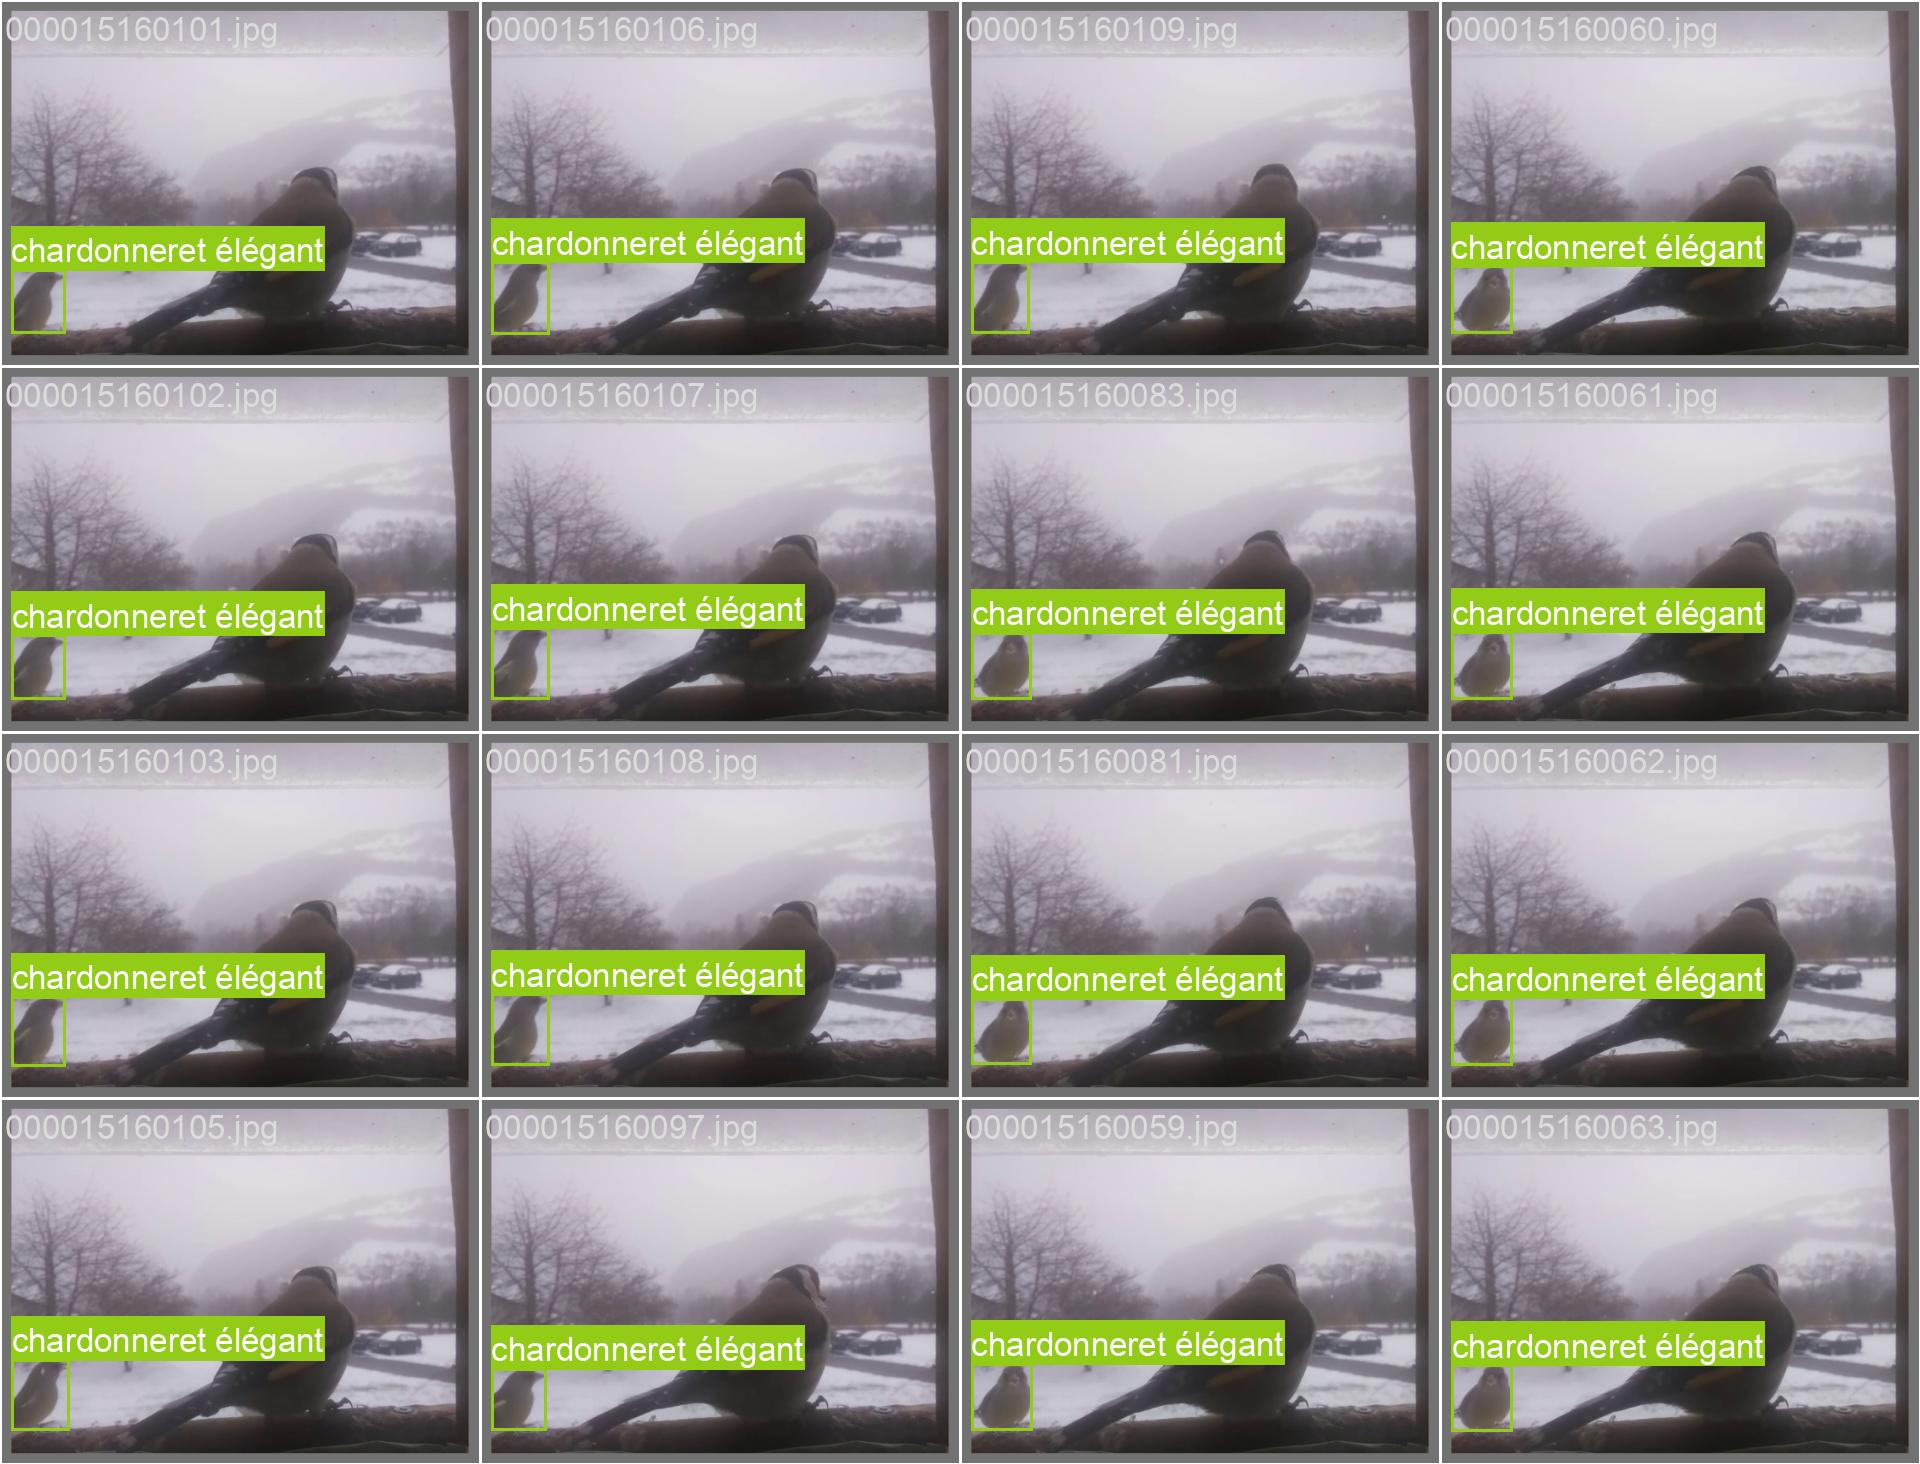 000015160101.jpg
000015160106.jpg
000015160109.jpg
000015160060.jpg
chardonneret élégant
chardonneret élégant
chardonneret élégant
chardonneret élégant
000015160102.jpg
000015160107.jpg
000015160083.jpg
000015160061.jpg
chardonneret élégant
chardonneret élégant
chardonneret élégant
chardonneret élégant
000015160103.jpg
000015160108.jpg
000015160081.jpg
000015160062.jpg
chardonneret élégant
chardonneret élégant
chardonneret élégant
chardonneret élégant
000015160105.jpg
000015160097.jpg
000015160059.jpg
000015160063.jpg
chardonneret élégant
chardonneret élégant
chardonneret élégant
chardonneret élégant